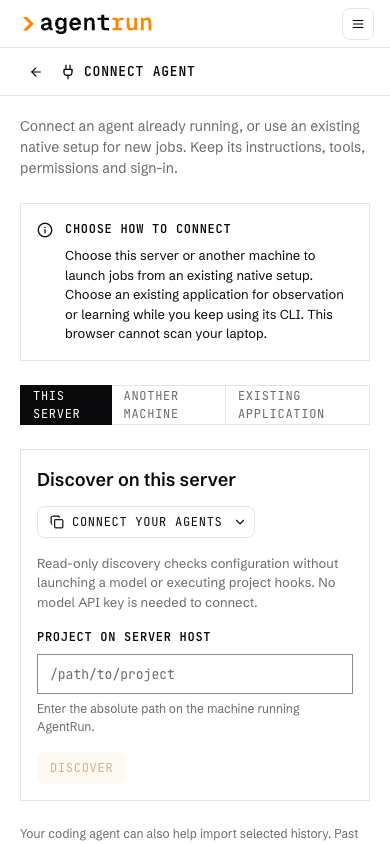 agentrun
CONNECT AGENT
Connect an agent already running, or use an existing
native setup for new jobs. Keep its instructions, tools,
permissions and sign-in.
CHOOSE HOW TO CONNECT
Choose this server or another machine to
launch jobs from an existing native setup.
Choose an existing application for observation
or learning while you keep using its CLI. This
browser cannot scan your laptop.
THIS
SERVER
ANOTHER
MACHINE
EXISTING
APPLICATION
Discover on this server
CONNECT YOUR AGENTS
Read-only discovery checks configuration without
launching a model or executing project hooks. No
model API key is needed to connect.
PROJECT ON SERVER HOST
/path/to/project
Enter the absolute path on the machine running
AgentRun.
DISCOVER
Your coding agent can also help import selected history. Past